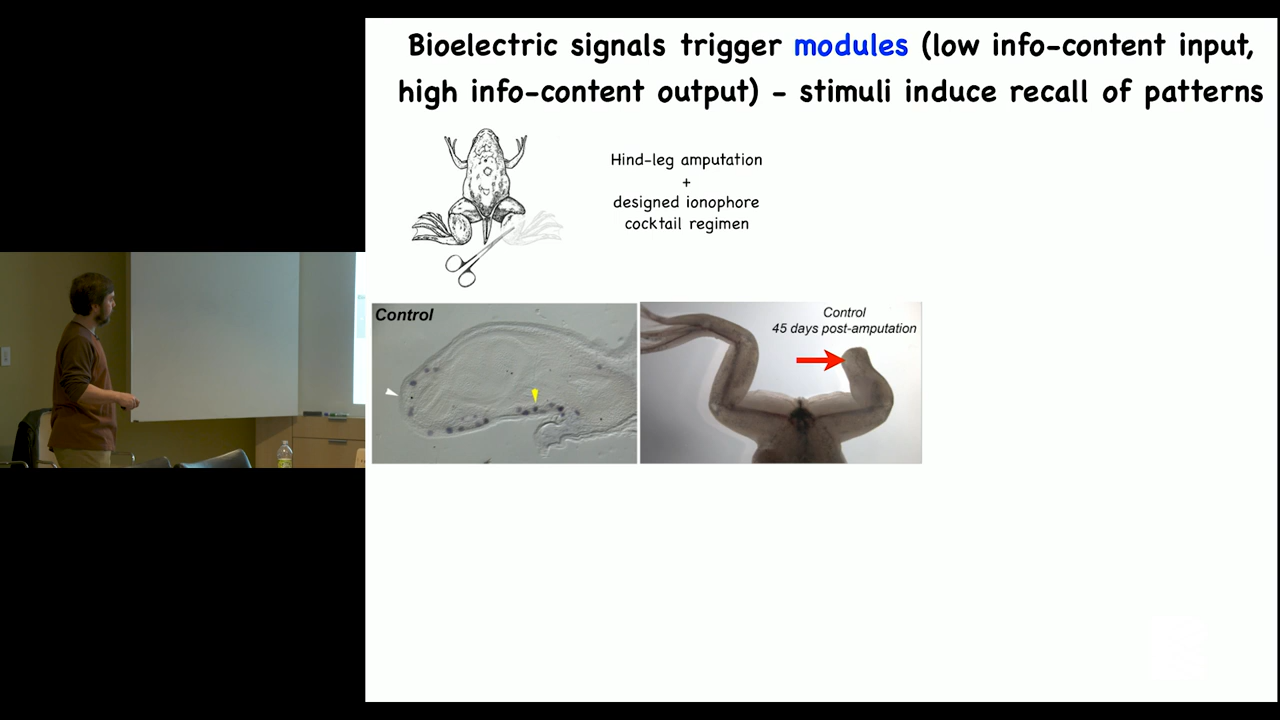 Bioelectric signals trigger modules (low info-content input,
high info-content output) - stimuli induce recall of patterns
Hind-leg amputation
+
designed ionophore
cocktail regimen
Control
Control
45 days post-amputation